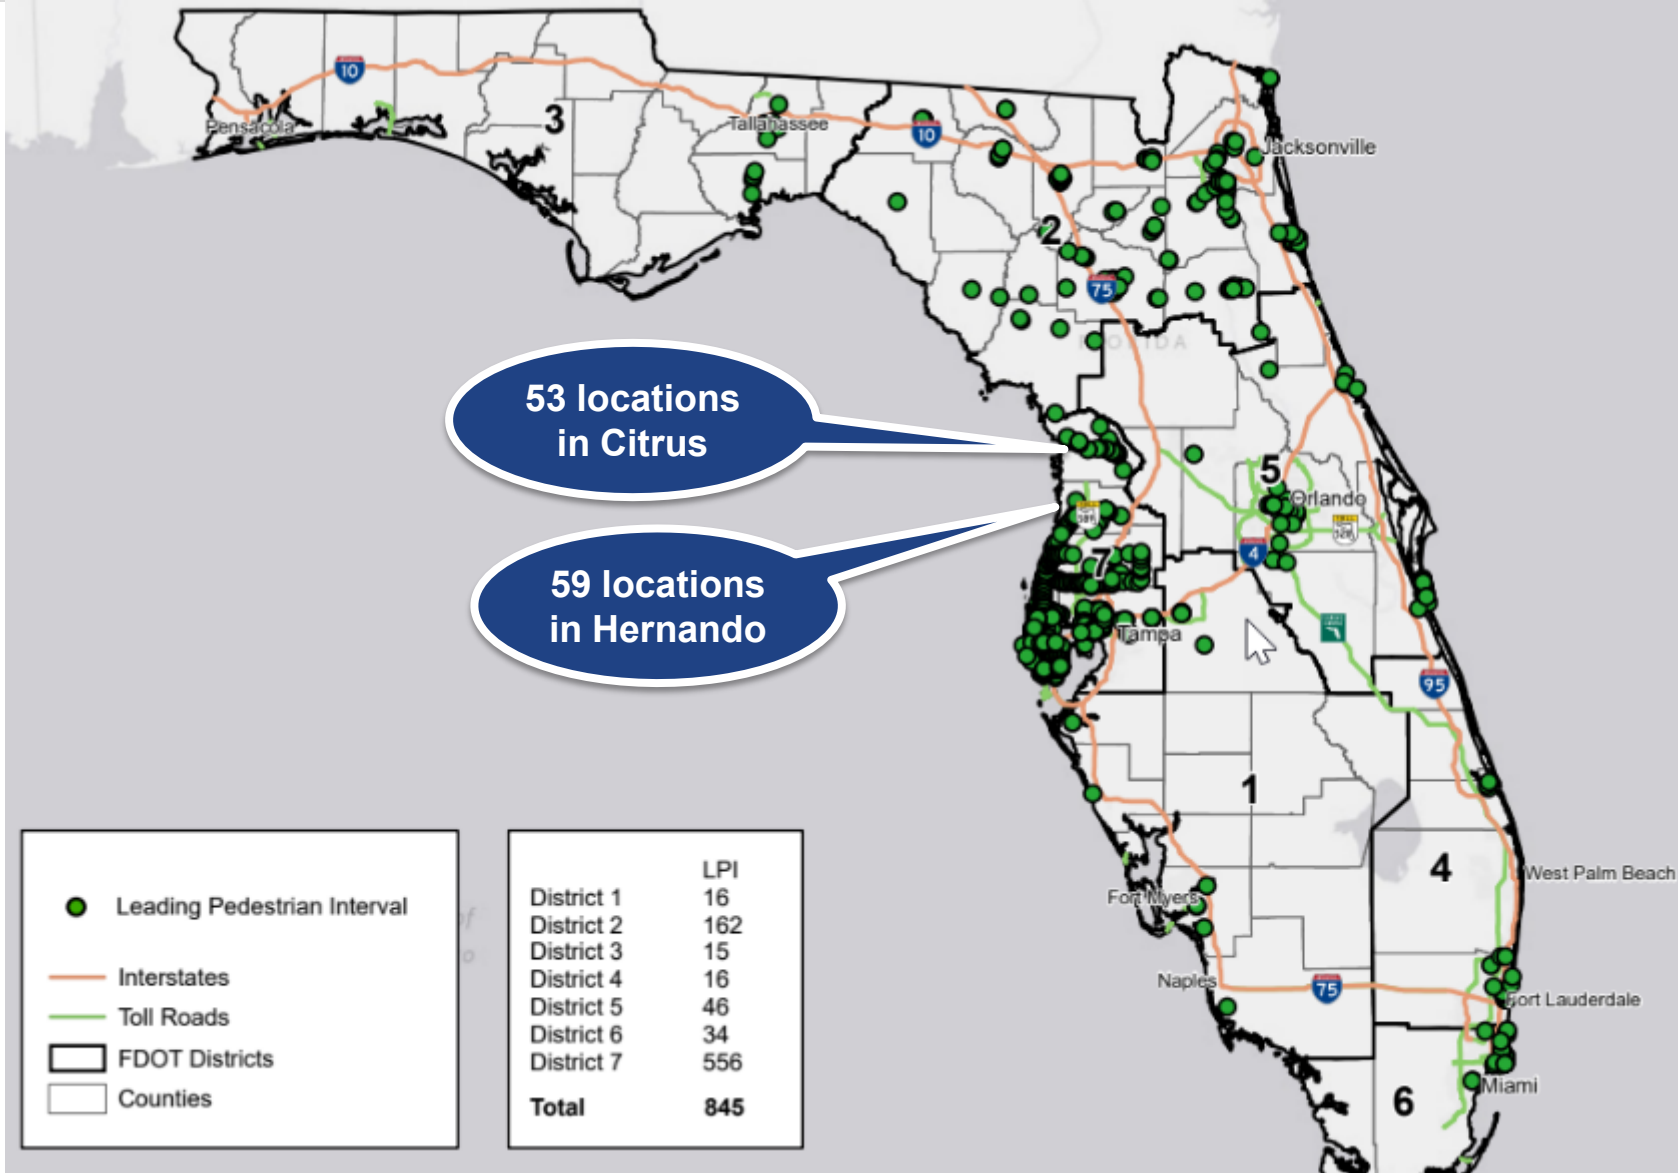 10
3
Pensacola
Tallahassee
10
Jacksonville
2
75
FLORIDA
53 locations
in Citrus
5
Orlando
59 locations
in Hernando
4
7
Tampa
95
1
4
West Palm Beach
Fort Myers
Naples
75
Fort Lauderdale
Miami
6
of
Leading Pedestrian Interval
Interstates
Toll Roads
FDOT Districts
Counties
LPI
District 1 16
District 2 162
District 3 15
District 4 16
District 5 46
District 6 34
District 7 556
Total 845